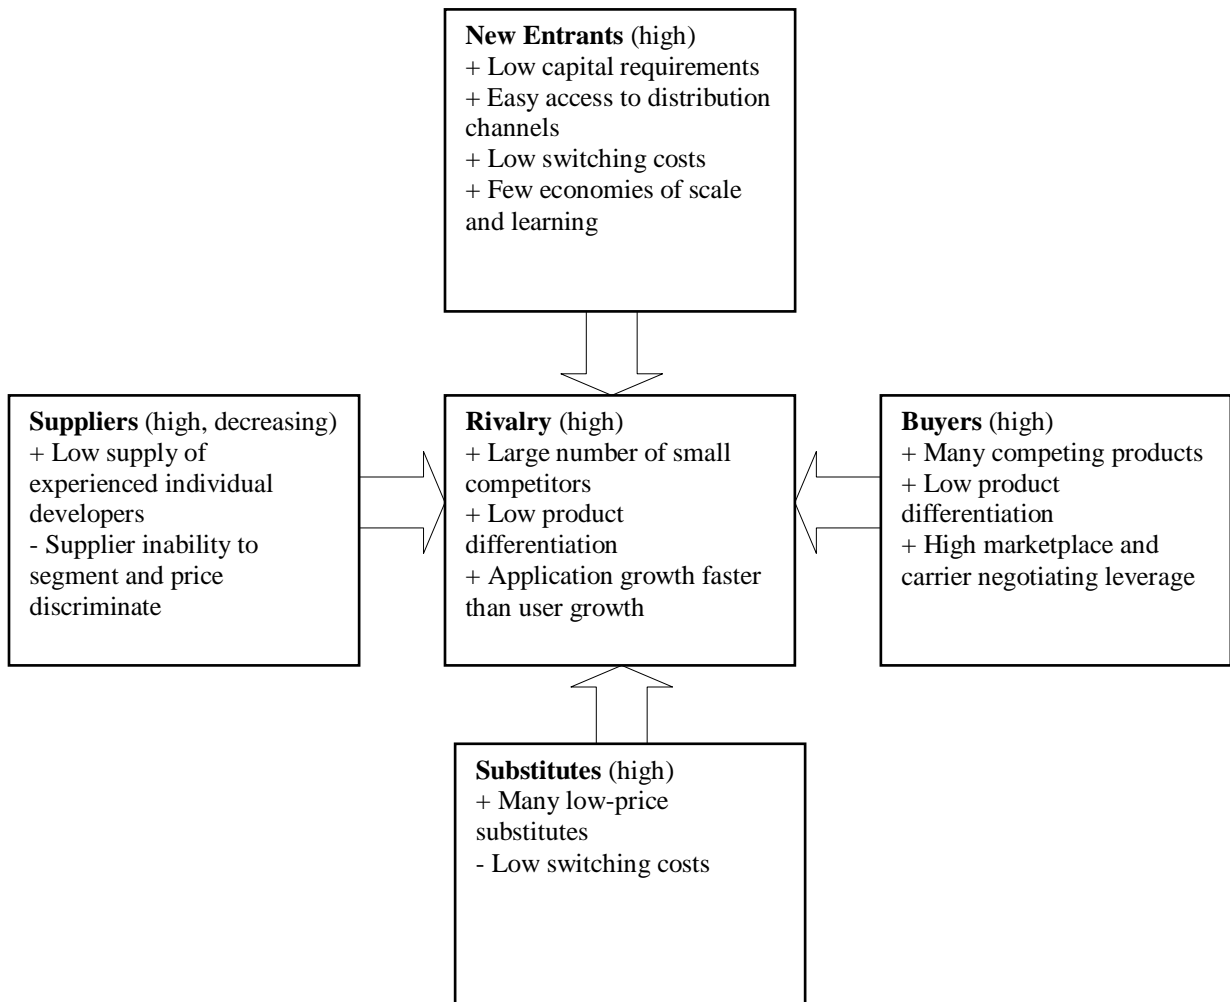 New Entrants (high)
+ Low capital requirements
+ Easy access to distribution
channels
+ Low switching costs
+ Few economies of scale
and learning
Suppliers (high, decreasing)
+ Low supply of
experienced individual
developers
- Supplier inability to
segment and price
discriminate
Rivalry (high)
+ Large number of small
competitors
+ Low product
differentiation
+ Application growth faster
than user growth
Buyers (high)
+ Many competing products
+ Low product
differentiation
+ High marketplace and
carrier negotiating leverage
Substitutes (high)
+ Many low-price
substitutes
- Low switching costs